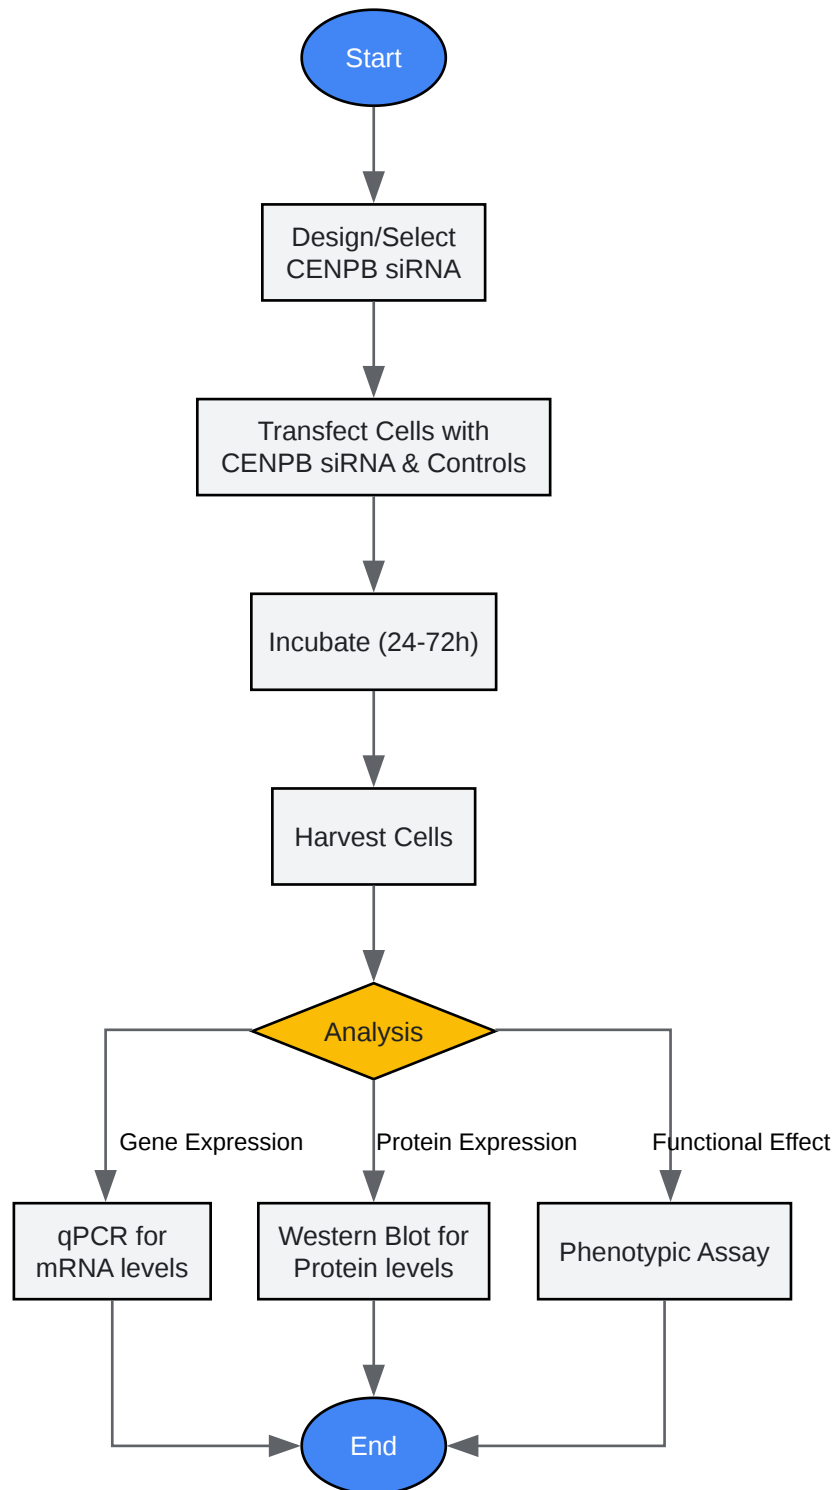 Start
Design/Select
CENPB siRNA
Transfect Cells with
CENPB siRNA & Controls
Incubate (24-72h)
Harvest Cells
Analysis
Gene Expression
Protein Expression
Functional Effect
qPCR for
mRNA levels
Western Blot for
Protein levels
Phenotypic Assay
End